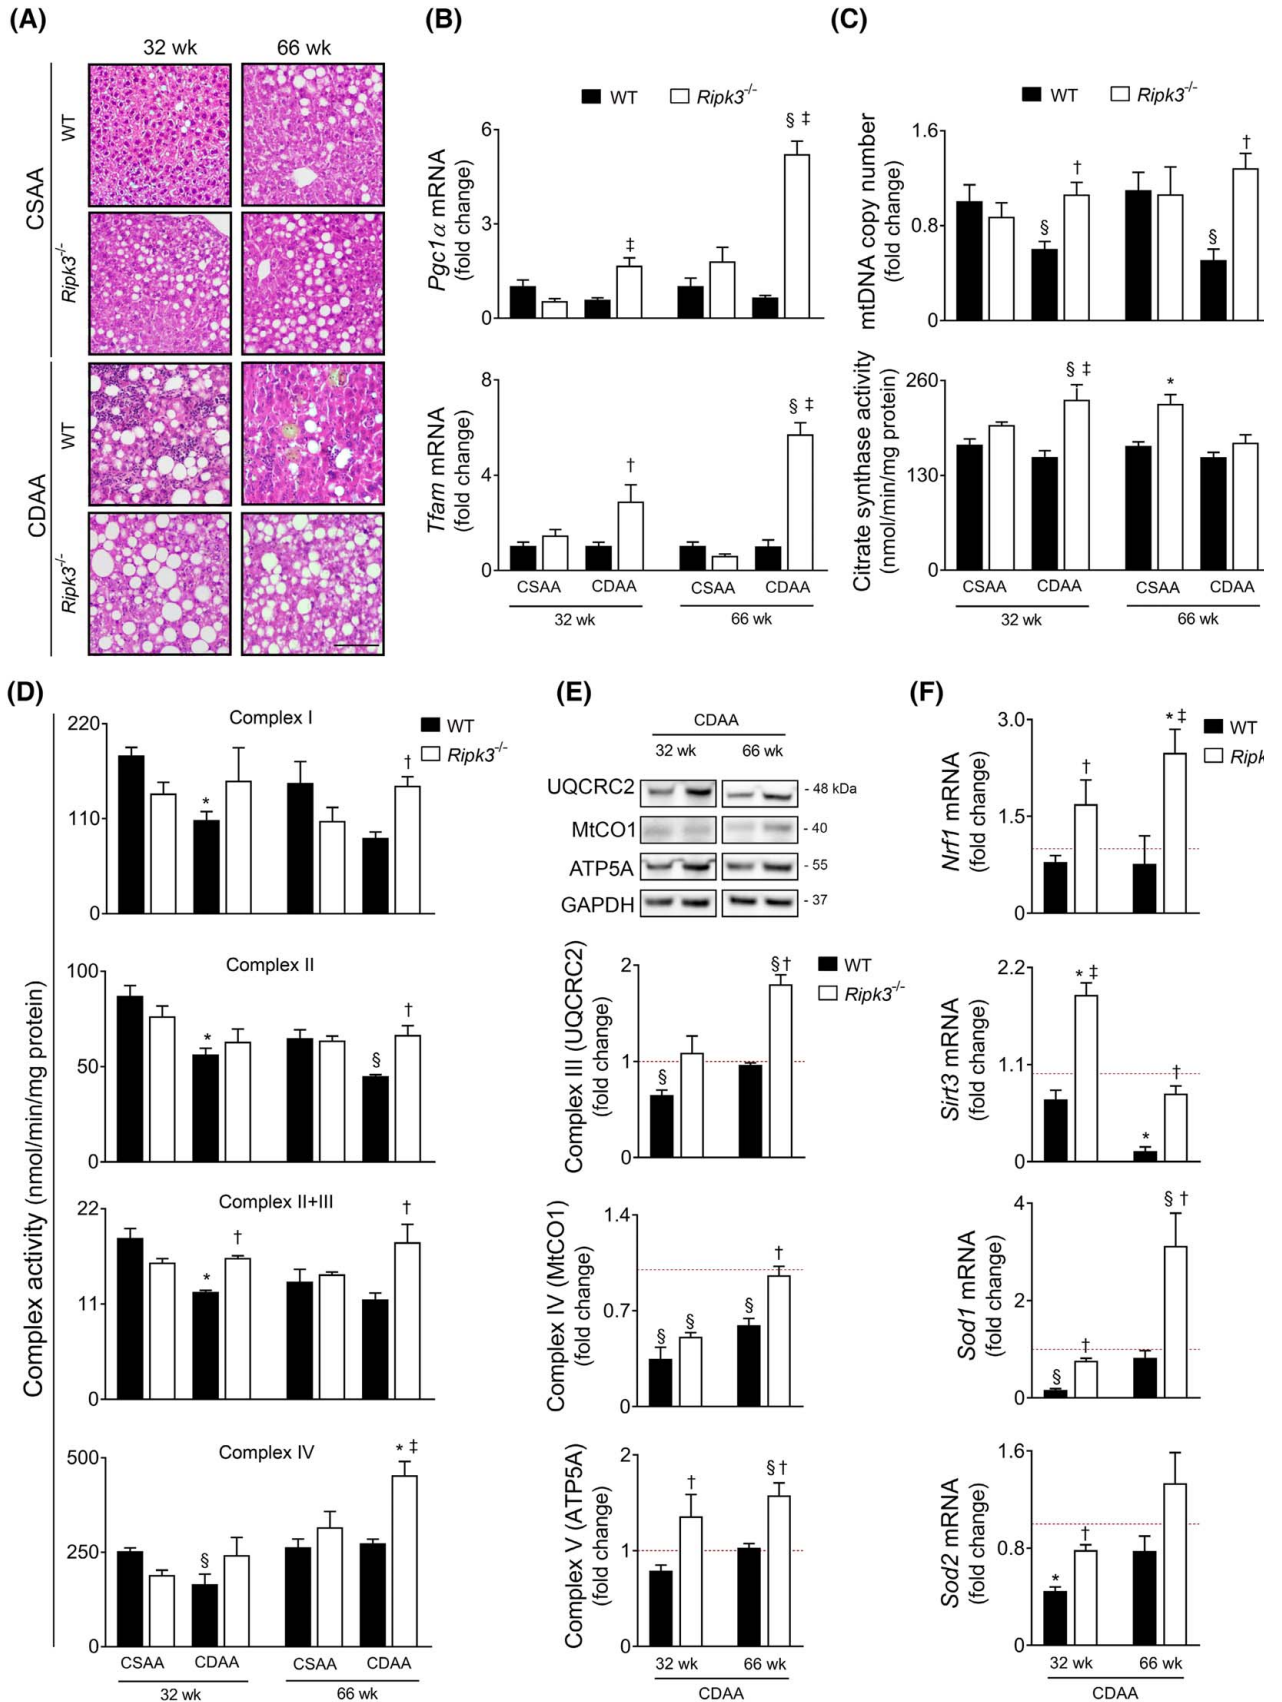 (A)
32 wk
66 wk
CSAA
WT
Ripk3-/-
CDAA
WT
Ripk3-/-
(B)
WT
Ripk3-/-
Pgc1α mRNA
(fold change)
6
3
0
‡
§ ‡
Tfam mRNA
(fold change)
8
4
0
†
§ ‡
CSAA
CDAA
CSAA
CDAA
32 wk
66 wk
(C)
WT
Ripk3-/-
mtDNA copy number
(fold change)
1.6
0.8
0
§
†
§
†
Citrate synthase activity
(nmol/min/mg protein)
260
130
0
§ ‡
*
CSAA
CDAA
CSAA
CDAA
32 wk
66 wk
(D)
Complex activity (nmol/min/mg protein)
Complex I
WT
Ripk3-/-
220
110
0
*
†
Complex II
100
50
0
*
§
†
Complex II+III
22
11
0
*
†
†
Complex IV
500
250
0
§
* ‡
CSAA
CDAA
CSAA
CDAA
32 wk
66 wk
(E)
CDAA
32 wk
66 wk
UQCRC2
- 48 kDa
MtCO1
- 40
ATP5A
- 55
GAPDH
- 37
WT
Ripk3-/-
Complex III (UQCRC2)
(fold change)
2
1
0
§
§ †
Complex IV (MtCO1)
(fold change)
1.4
0.7
0
§
§
§
†
Complex V (ATP5A)
(fold change)
2
1
0
†
§ †
32 wk
66 wk
CDAA
(F)
WT
Ripk
Nrf1 mRNA
(fold change)
3.0
1.5
0
†
* ‡
Sirt3 mRNA
(fold change)
2.2
1.1
0
* ‡
*
†
Sod1 mRNA
(fold change)
4
2
0
§
†
§ †
Sod2 mRNA
(fold change)
1.6
0.8
0
*
†
32 wk
66 wk
CDAA